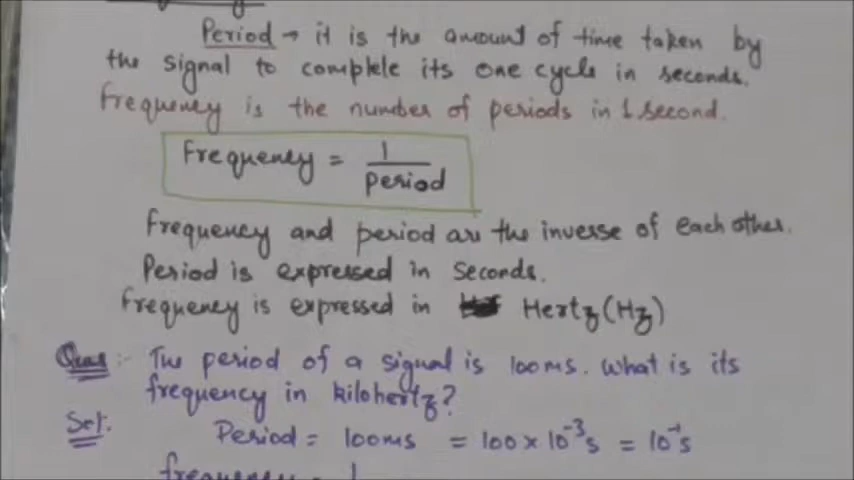 Period → it is the amount of time taken by
the signal to complete its one cycle in seconds.
frequency is the number of periods in 1 second.
Frequency = 1/Period
Frequency and period are the inverse of each other.
Period is expressed in seconds.
Frequency is expressed in Hertz (Hz)
Ques:- The period of a signal is 100ms. What is its
frequency in kilohertz?
Sol: Period = 100ms = 100 × 10⁻³s = 10⁻¹s
frequency = 1